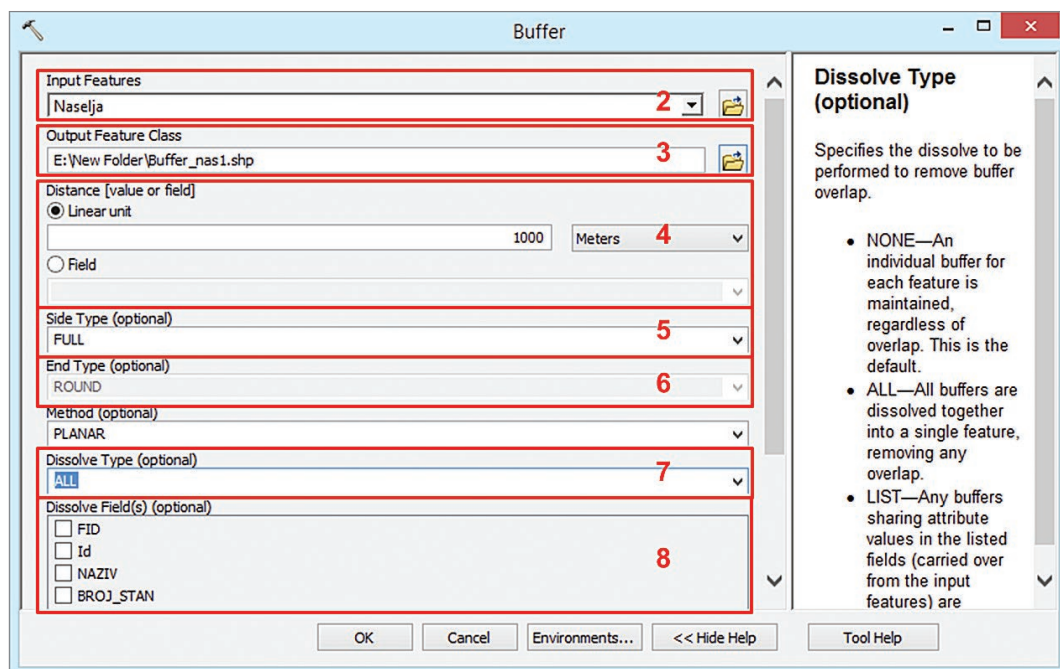 Buffer
Input Features
Naselja
2
Output Feature Class
E:\New Folder\Buffer_nas1.shp
3
Distance [value or field]
Linear unit
1000 Meters
4
Field
Side Type (optional)
FULL
5
End Type (optional)
ROUND
6
Method (optional)
PLANAR
Dissolve Type (optional)
ALL
7
Dissolve Field(s) (optional)
FID
Id
NAZIV
BROJ_STAN
8
Dissolve Type
(optional)
Specifies the dissolve to be
performed to remove buffer
overlap.
• NONE—An
individual buffer for
each feature is
maintained,
regardless of
overlap. This is the
default.
• ALL—All buffers are
dissolved together
into a single feature,
removing any
overlap.
• LIST—Any buffers
sharing attribute
values in the listed
fields (carried over
from the input
features) are
OK Cancel Environments... << Hide Help Tool Help